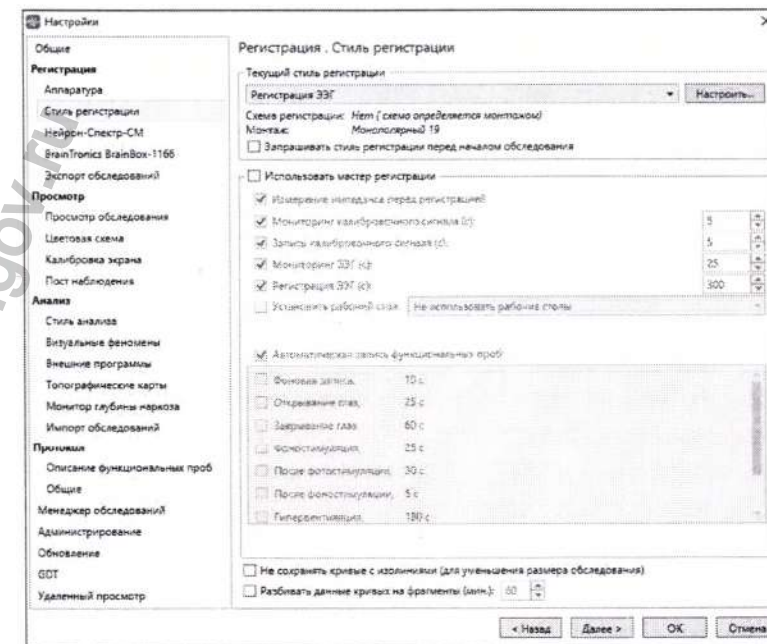 Настройки
Общие
Регистрация
Аппаратура
Стиль регистрации
Нейрон-Спектр-СМ
BrainTronics BrainBox-1166
Экспорт обследований
Просмотр
Просмотр обследования
Цветовая схема
Калибровка экрана
Пост наблюдения
Анализ
Стиль анализа
Визуальные феномены
Внешние программы
Топографические карты
Монитор глубины наркоза
Импорт обследований
Протокол
Описание функциональных проб
Общие
Менеджер обследований
Администрирование
Обновление
GDT
Удаленный просмотр
Регистрация . Стиль регистрации
Текущий стиль регистрации
Регистрация ЭЭГ
Настроить...
Схема регистрации: Нет (схема определяется монтажом)
Монтаж: Монополярный 19
Запрашивать стиль регистрации перед началом обследования
Использовать мастер регистрации
Измерение импеданса перед регистрацией
Мониторинг калибровочного сигнала (с): 5
Запись калибровочного сигнала (с): 5
Мониторинг ЭЭГ (с): 25
Регистрация ЭЭГ (с): 300
Установить рабочий стол: Не использовать рабочие столы
Автоматическая запись функциональных проб
Фоновая запись, 10 с
Открывание глаз, 25 с
Закрывание глаз, 60 с
Фоностимуляция, 25 с
После фотостимуляции, 30 с
После фоностимуляции, 5 с
Гипервентиляция, 180 с
Не сохранять кривые с изолиниями (для уменьшения размера обследования)
Разбивать данные кривых на фрагменты (мин.): 60
< Назад Далее > ОК Отмена
gov.ru